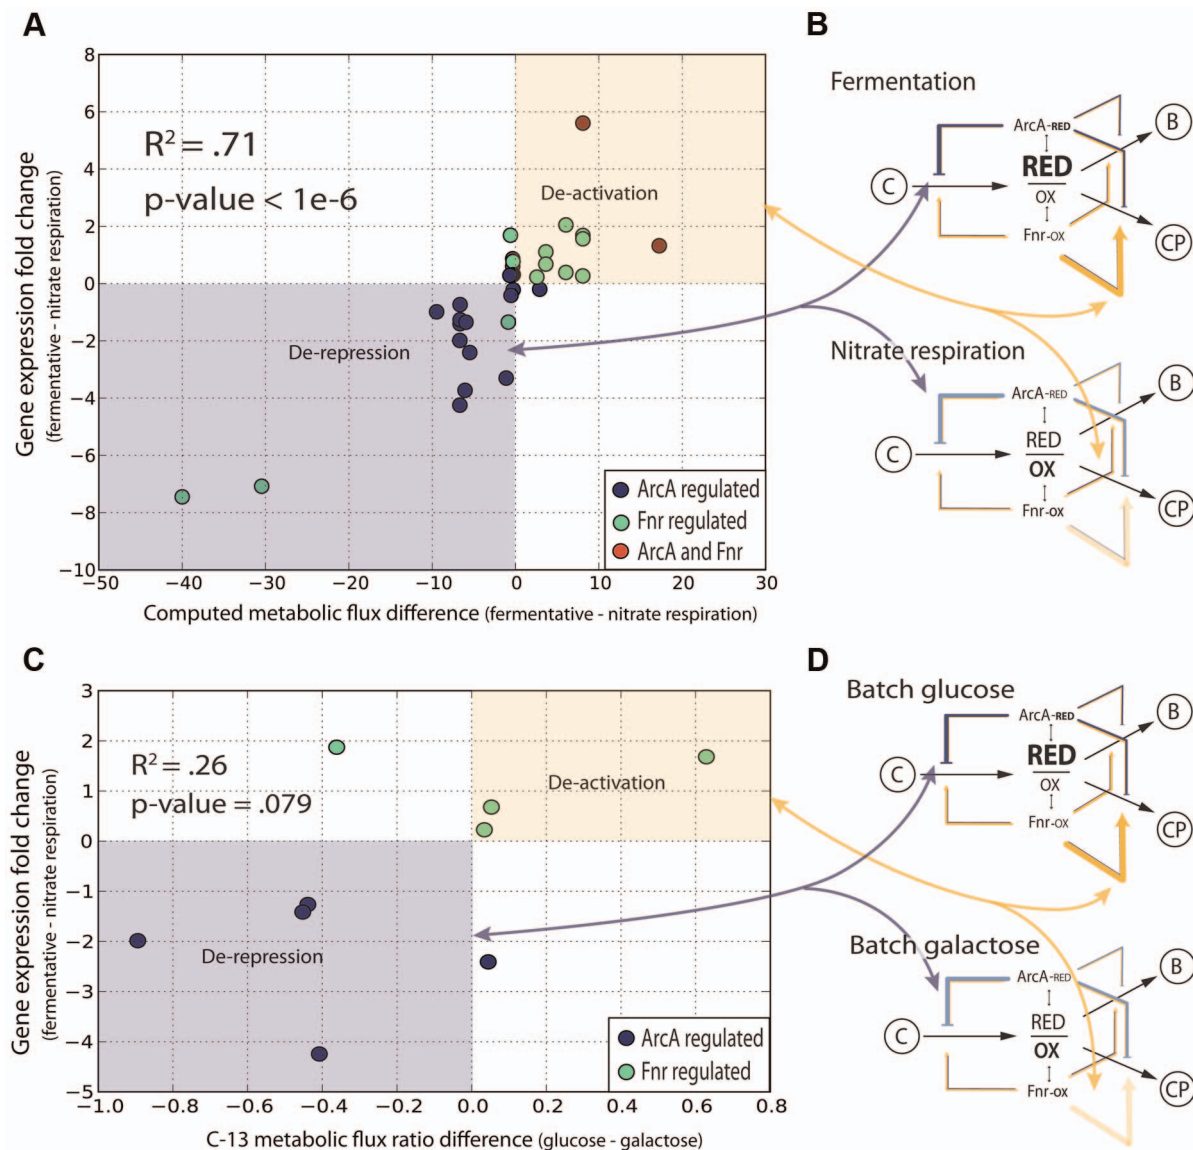 A
B
8
6
4
2
0
−2
−4
−6
−8
−10
Gene expression fold change
(fermentative - nitrate respiration)
R² = .71
p-value < 1e-6
De-activation
De-repression
ArcA regulated
Fnr regulated
ArcA and Fnr
−50 −40 −30 −20 −10 0 10 20 30
Computed metabolic flux difference (fermentative - nitrate respiration)
Fermentation
ArcA-RED
B
RED
C
OX
Fnr-OX
CP
Nitrate respiration
ArcA-RED
B
RED
C
OX
Fnr-OX
CP
C
D
3
2
1
0
−1
−2
−3
−4
−5
Gene expression fold change
(fermentative - nitrate respiration)
R² = .26
p-value = .079
De-activation
De-repression
ArcA regulated
Fnr regulated
−1.0 −0.8 −0.6 −0.4 −0.2 0.0 0.2 0.4 0.6 0.8
C-13 metabolic flux ratio difference (glucose - galactose)
Batch glucose
ArcA-RED
B
RED
C
OX
Fnr-OX
CP
Batch galactose
ArcA-RED
B
RED
C
OX
Fnr-OX
CP